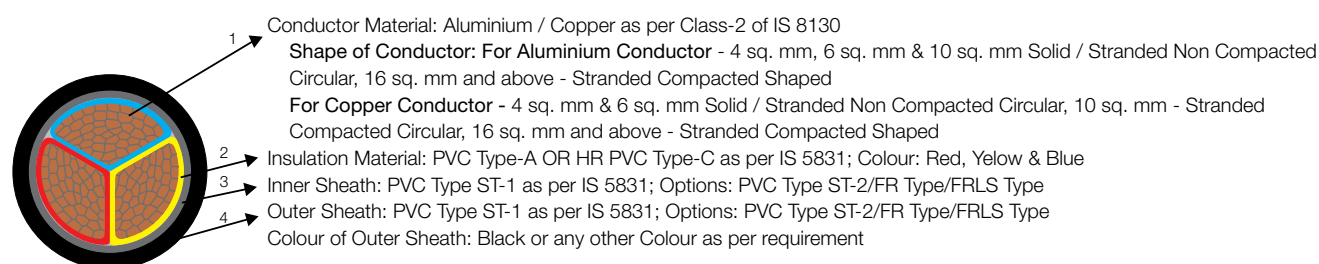 1 Conductor Material: Aluminium / Copper as per Class-2 of IS 8130
Shape of Conductor: For Aluminium Conductor - 4 sq. mm, 6 sq. mm & 10 sq. mm Solid / Stranded Non Compacted
Circular, 16 sq. mm and above - Stranded Compacted Shaped
For Copper Conductor - 4 sq. mm & 6 sq. mm Solid / Stranded Non Compacted Circular, 10 sq. mm - Stranded
Compacted Circular, 16 sq. mm and above - Stranded Compacted Shaped
2 Insulation Material: PVC Type-A OR HR PVC Type-C as per IS 5831; Colour: Red, Yelow & Blue
3 Inner Sheath: PVC Type ST-1 as per IS 5831; Options: PVC Type ST-2/FR Type/FRLS Type
4 Outer Sheath: PVC Type ST-1 as per IS 5831; Options: PVC Type ST-2/FR Type/FRLS Type
Colour of Outer Sheath: Black or any other Colour as per requirement